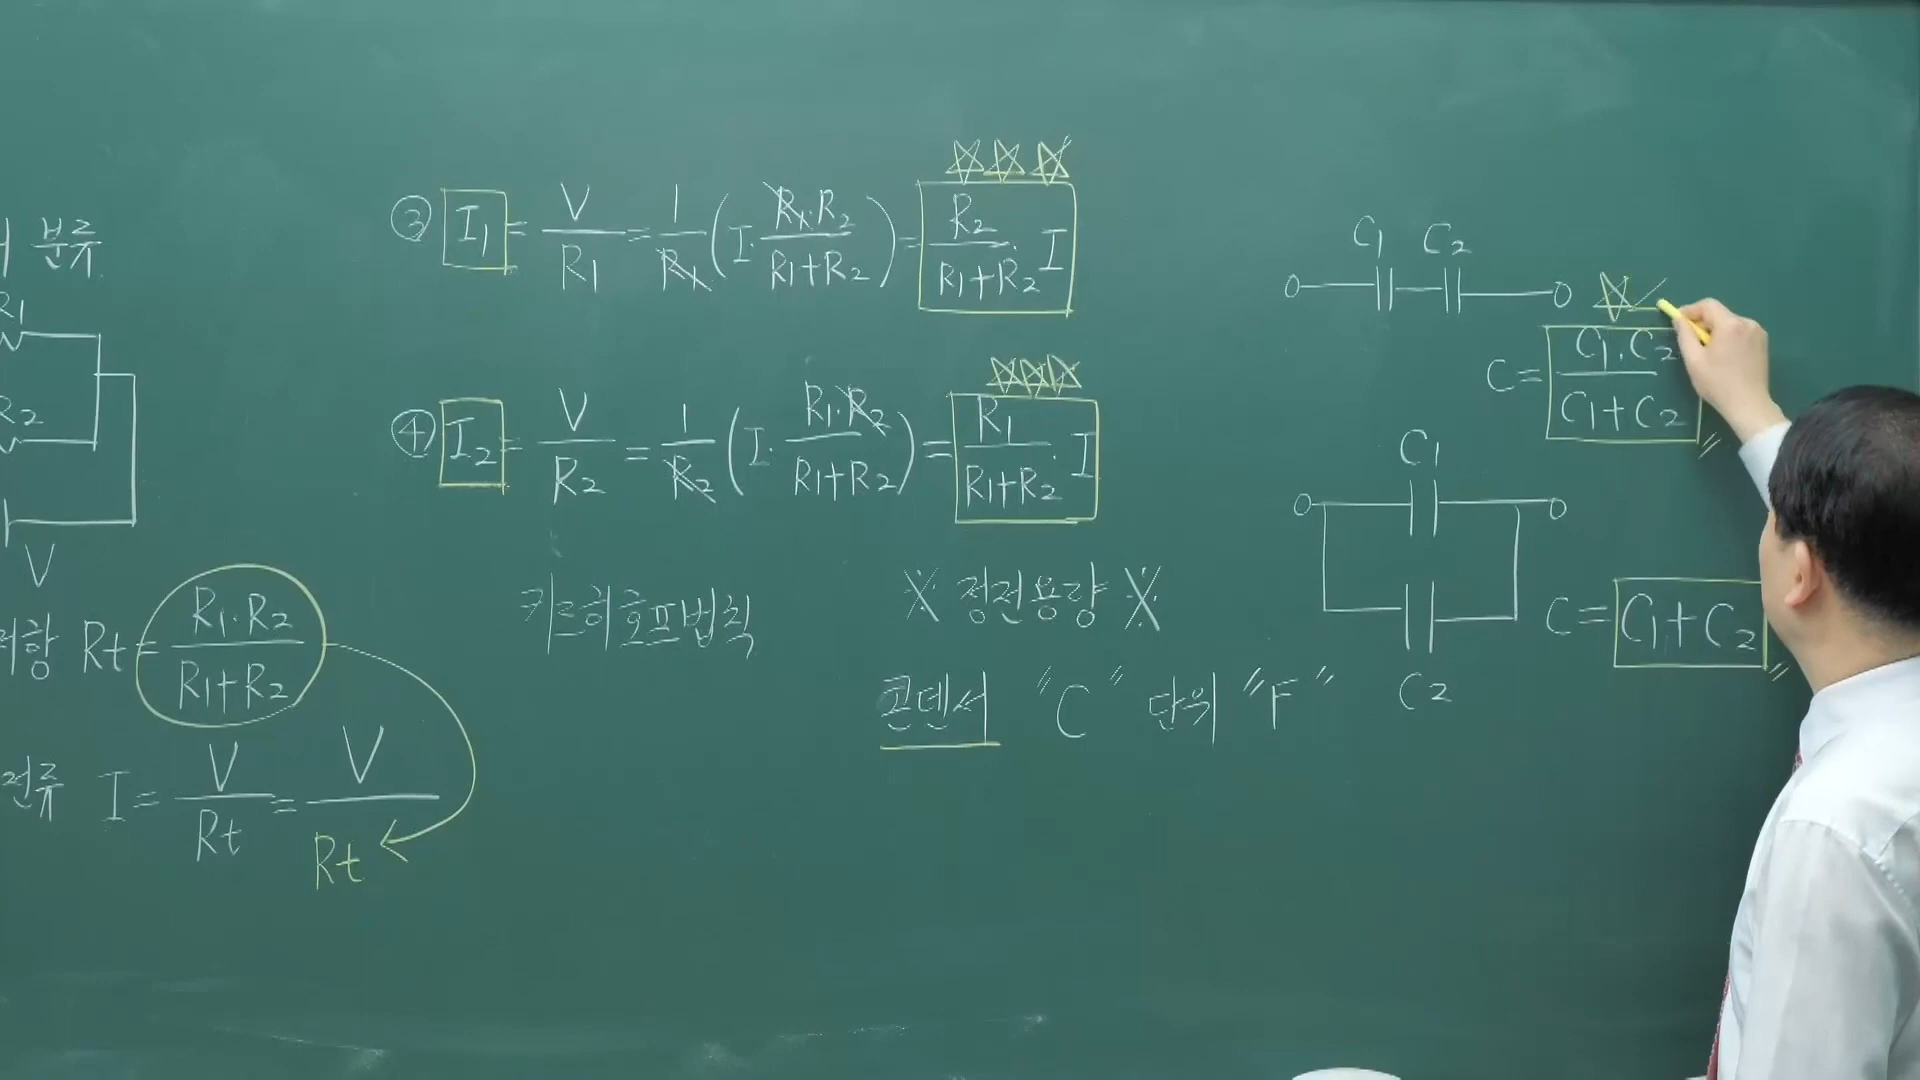 분류
R₁
R₂
V
저항 Rt = (R₁·R₂)/(R₁+R₂)
전류 I = V/Rt = V/Rt
③ I₁ = V/R₁ = 1/R₁ (I· (R₁·R₂)/(R₁+R₂)) = R₂/(R₁+R₂) · I
④ I₂ = V/R₂ = 1/R₂ (I· (R₁·R₂)/(R₁+R₂)) = R₁/(R₁+R₂) · I
키르히호프법칙
※ 정전용량 ※
콘덴서 "C" 단위 "F"
C₁ C₂
C = (C₁·C₂)/(C₁+C₂)
C₁
C = C₁+C₂
C₂